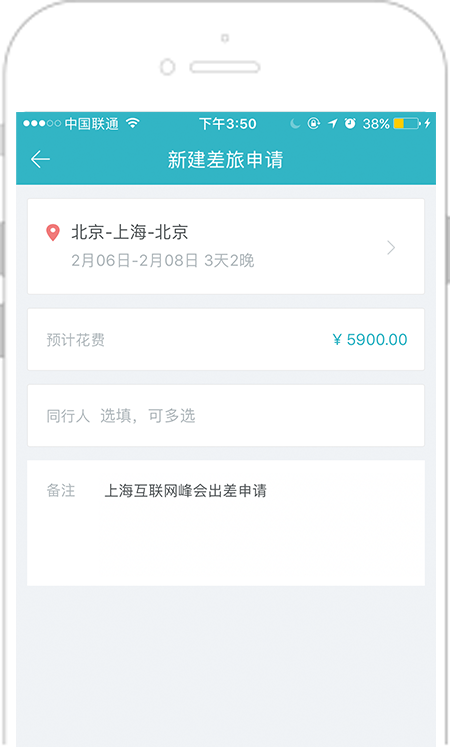 中国联通 下午3:50 38%
新建差旅申请
北京-上海-北京
2月06日-2月08日 3天2晚
预计花费 ¥ 5900.00
同行人 选填，可多选
备注 上海互联网峰会出差申请